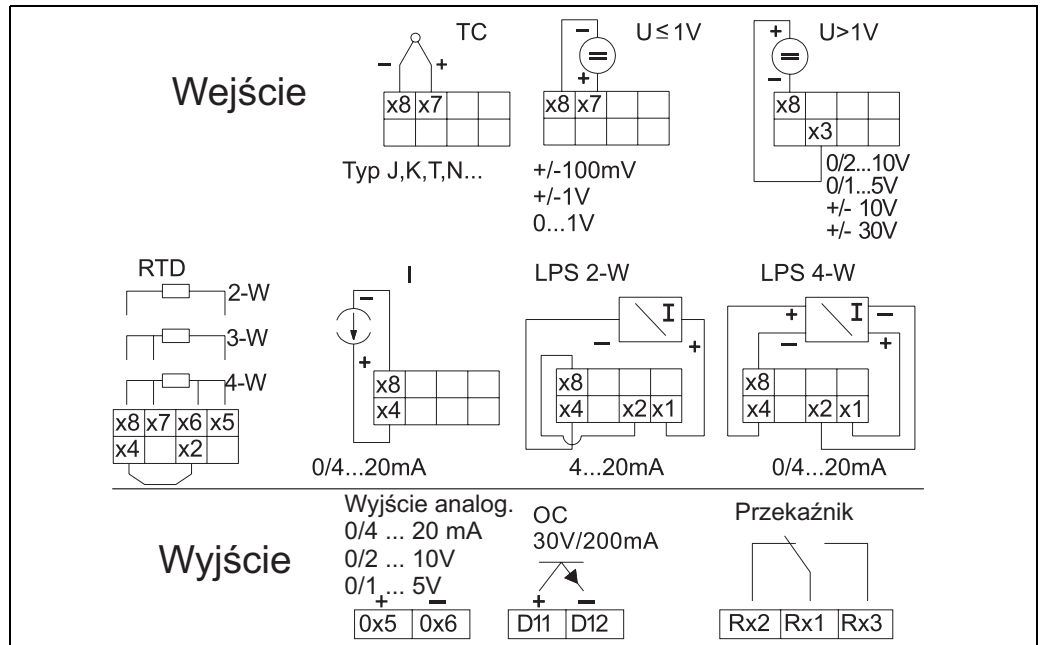 Wejście
TC
− +
x8 x7
Typ J,K,T,N...
U≤1V
−
+
x8 x7
+/-100mV
+/-1V
0...1V
U>1V
+
−
x8
x3
0/2...10V
0/1...5V
+/- 10V
+/- 30V
RTD
2-W
3-W
4-W
x8 x7 x6 x5
x4 x2
I
−
+
x8
x4
0/4...20mA
LPS 2-W
I
− +
x8
x4 x2 x1
4...20mA
LPS 4-W
+ I −
− +
x8
x4 x2 x1
0/4...20mA
Wyjście
Wyjście analog.
0/4 ... 20 mA
0/2 ... 10V
0/1 ... 5V
+ −
0x5 0x6
OC
30V/200mA
+ −
D11 D12
Przekaźnik
Rx2 Rx1 Rx3